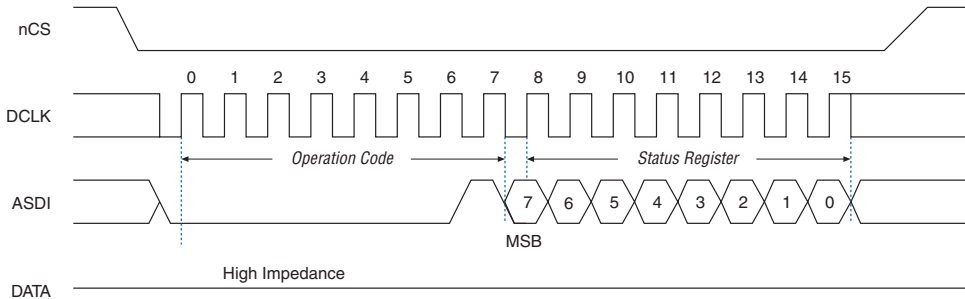 nCS
0 1 2 3 4 5 6 7 8 9 10 11 12 13 14 15
DCLK
Operation Code Status Register
ASDI 7 6 5 4 3 2 1 0
MSB
High Impedance
DATA